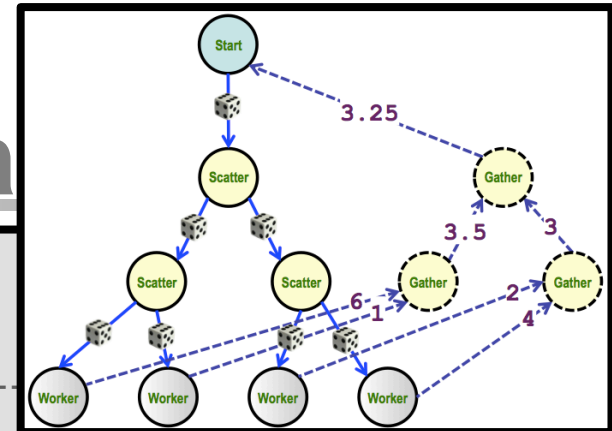 Start
3.25
n
Scatter
Gather
3.5
3
Scatter
Scatter
Gather
Gather
6
1
2
4
Worker
Worker
Worker
Worker